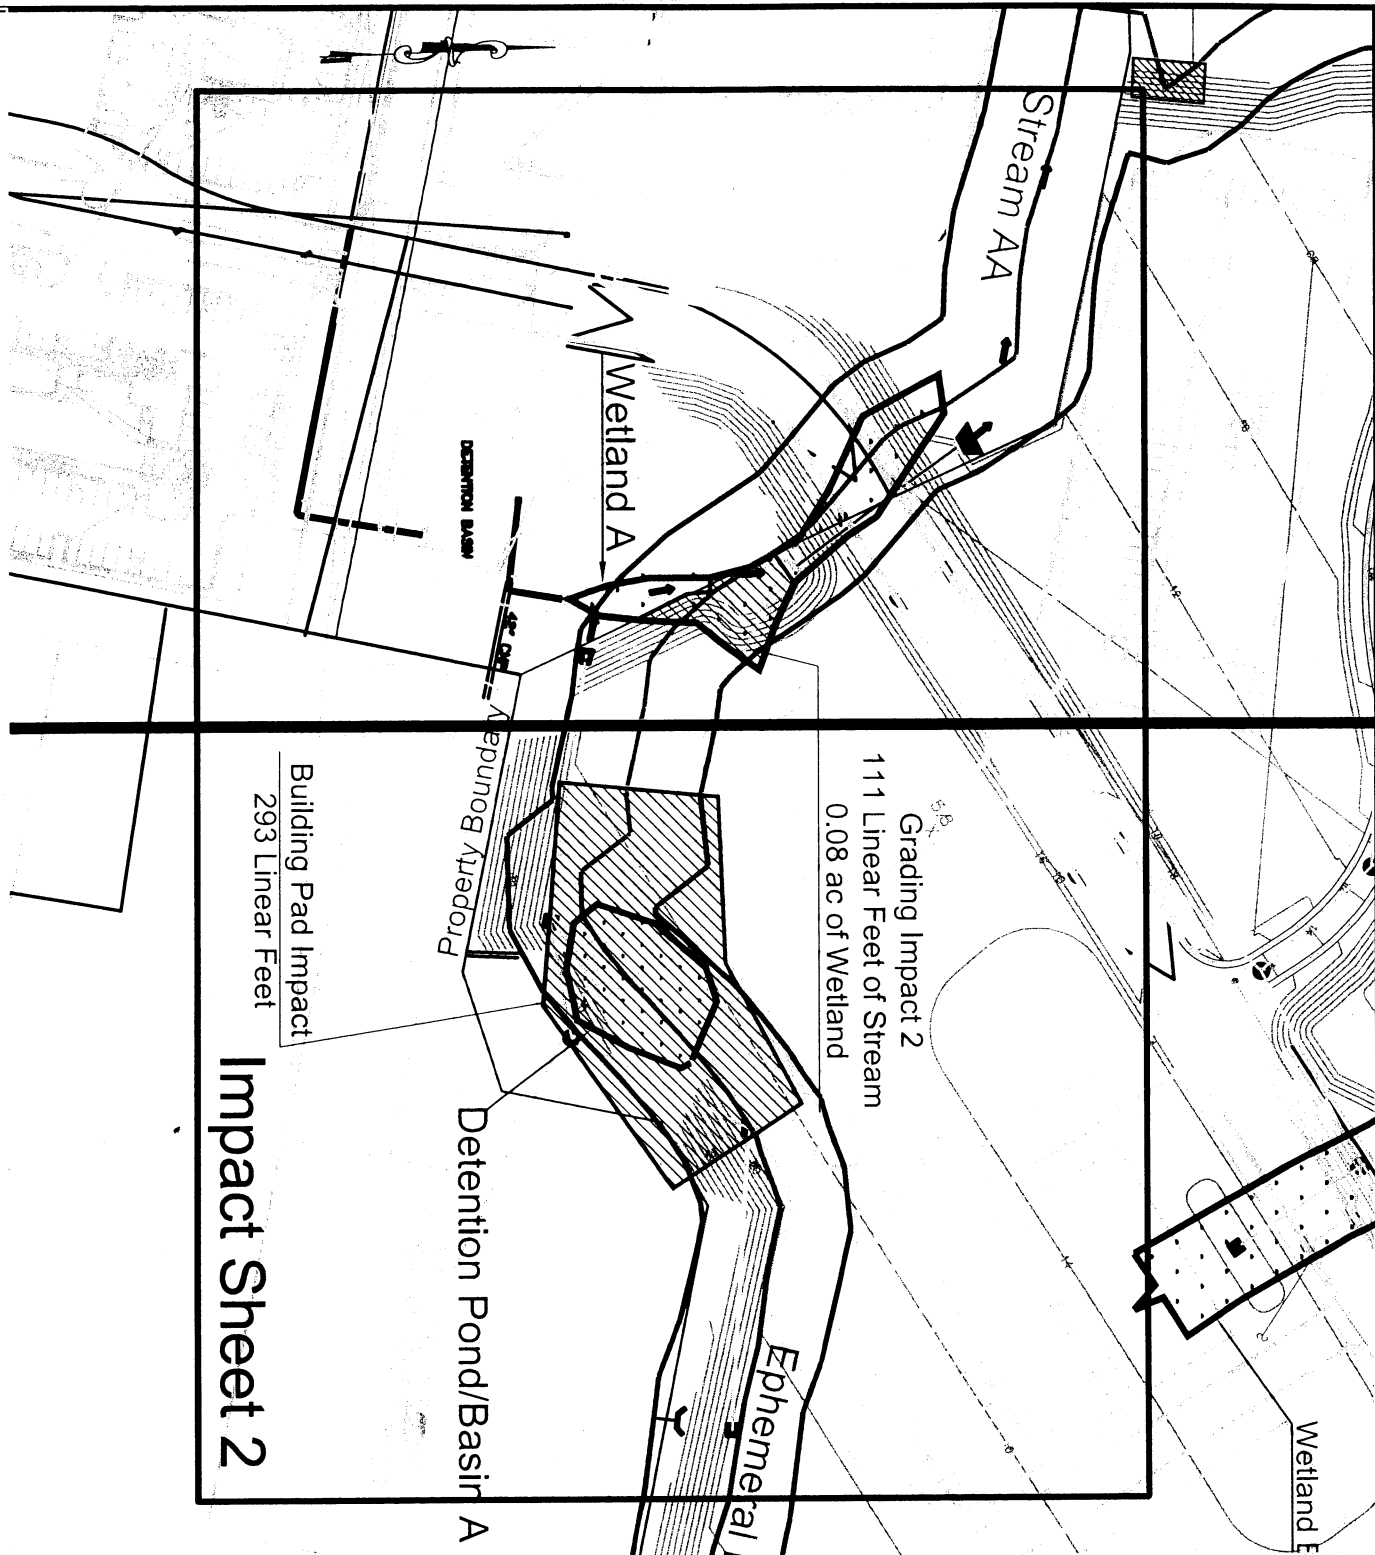 Stream AA
Wetland A
DETENTION BASIN
Property Boundary
Grading Impact 2
111 Linear Feet of Stream
0.08 ac of Wetland
Building Pad Impact
293 Linear Feet
Detention Pond/Basin A
Ephemeral
Wetland
Impact Sheet 2